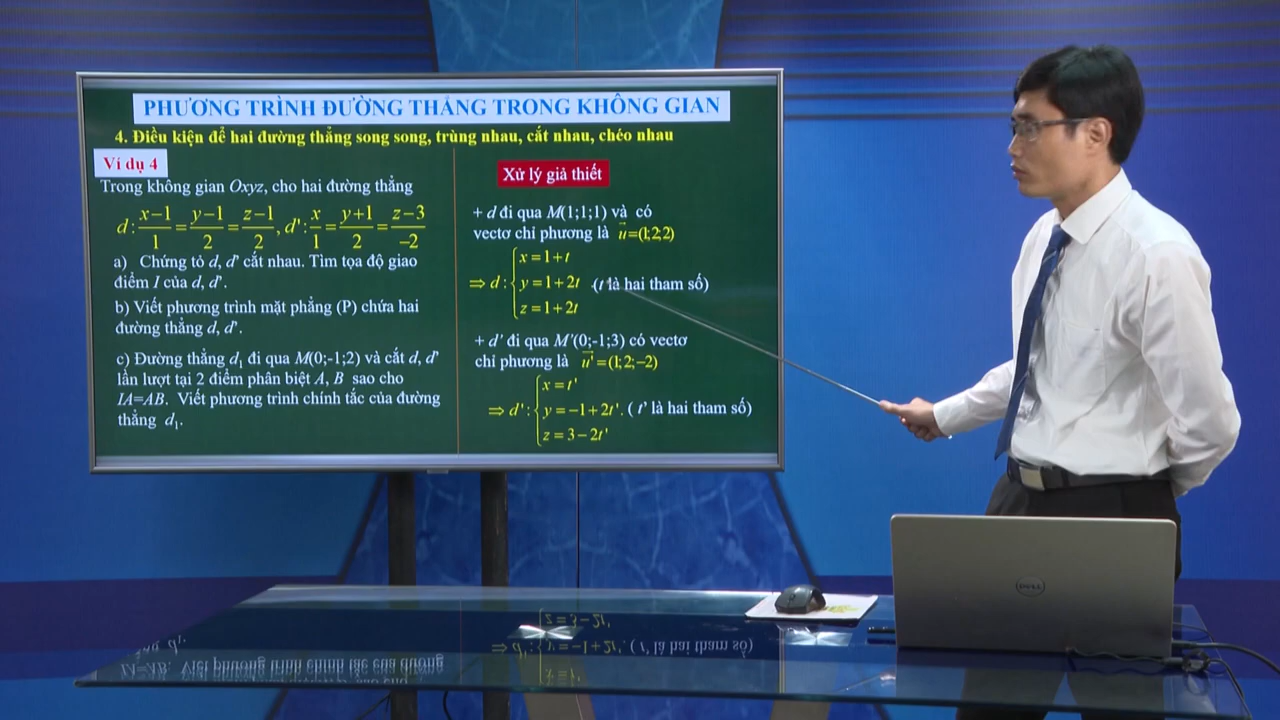 PHƯƠNG TRÌNH ĐƯỜNG THẲNG TRONG KHÔNG GIAN
4. Điều kiện để hai đường thẳng song song, trùng nhau, cắt nhau, chéo nhau
Ví dụ 4
Trong không gian Oxyz, cho hai đường thẳng
d: (x−1)/1 = (y−1)/2 = (z−1)/2, d': x/1 = (y+1)/2 = (z−3)/−2
a) Chứng tỏ d, d' cắt nhau. Tìm tọa độ giao
điểm I của d, d'.
b) Viết phương trình mặt phẳng (P) chứa hai
đường thẳng d, d'.
c) Đường thẳng d₁ đi qua M(0;-1;2) và cắt d, d'
lần lượt tại 2 điểm phân biệt A, B sao cho
IA=AB. Viết phương trình chính tắc của đường
thẳng d₁.
Xử lý giả thiết
+ d đi qua M(1;1;1) và có
vectơ chỉ phương là u⃗=(1;2;2)
x=1+t
⇒ d: y=1+2t (t là hai tham số)
z=1+2t
+ d' đi qua M'(0;-1;3) có vectơ
chỉ phương là u⃗'=(1;2;−2)
x=t'
⇒ d': y=−1+2t'. ( t' là hai tham số)
z=3−2t'
DELL